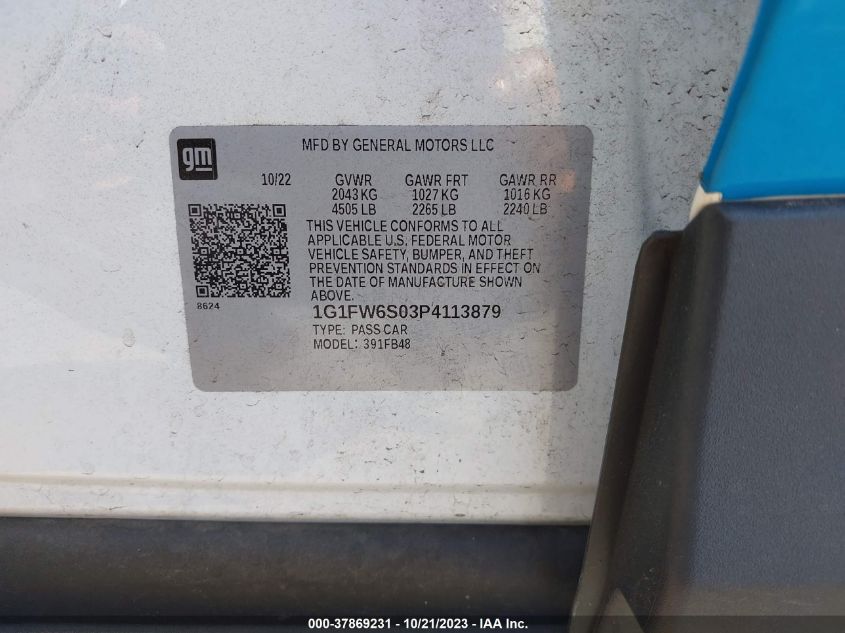 gm
MFD BY GENERAL MOTORS LLC
10/22 GVWR GAWR FRT GAWR RR
2043 KG 1027 KG 1016 KG
4505 LB 2265 LB 2240 LB
THIS VEHICLE CONFORMS TO ALL
APPLICABLE U.S. FEDERAL MOTOR
VEHICLE SAFETY, BUMPER, AND THEFT
PREVENTION STANDARDS IN EFFECT ON
THE DATE OF MANUFACTURE SHOWN
ABOVE.
8624
1G1FW6S03P4113879
TYPE: PASS CAR
MODEL: 391FB48
000-37869231 - 10/21/2023 - IAA Inc.